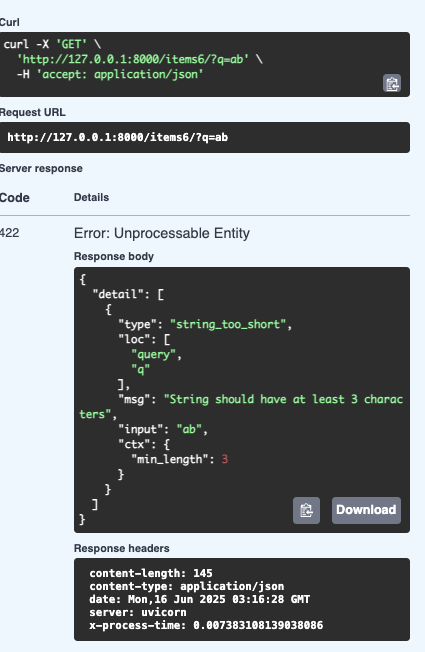 Curl
curl -X 'GET' \
  'http://127.0.0.1:8000/items6/?q=ab' \
  -H 'accept: application/json'
Request URL
http://127.0.0.1:8000/items6/?q=ab
Server response
Code Details
422 Error: Unprocessable Entity
Response body
{
  "detail": [
    {
      "type": "string_too_short",
      "loc": [
        "query",
        "q"
      ],
      "msg": "String should have at least 3 charac
ters",
      "input": "ab",
      "ctx": {
        "min_length": 3
      }
    }
  ]
}
Download
Response headers
content-length: 145
content-type: application/json
date: Mon,16 Jun 2025 03:16:28 GMT
server: uvicorn
x-process-time: 0.007383108139038086